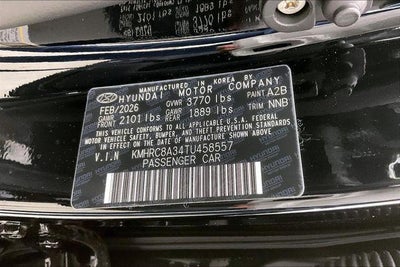 MANUFACTURED IN KOREA BY
HYUNDAI MOTOR COMPANY
FEB/2026 GVWR 3770 lbs PAINT A2B
GAWR FRONT 2101 lbs GAWR REAR 1889 lbs TRIM NNB
THIS VEHICLE CONFORMS TO ALL APPLICABLE U.S.A. FEDERAL
MOTOR VEHICLE SAFETY, BUMPER, AND THEFT PREVENTION
STANDARDS IN EFFECT ON THE DATE OF MANUFACTURE SHOWN ABOVE.
V.I.N KMHRC8A34TU458557
PASSENGER CAR